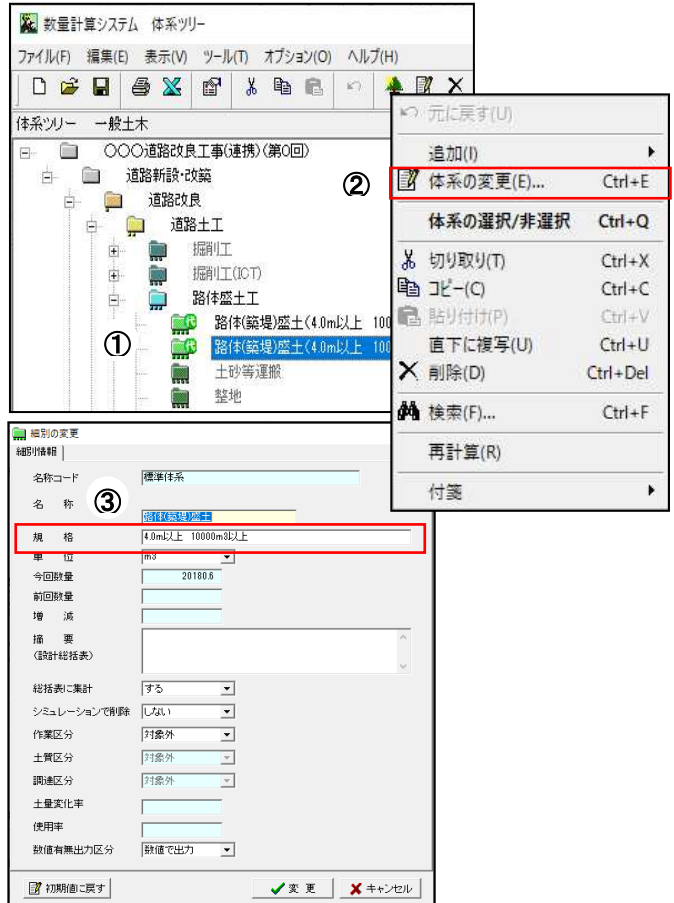 数量計算システム 体系ツリー
ファイル(F) 編集(E) 表示(V) ツール(T) オプション(O) ヘルプ(H)
体系ツリー 一般土木
〇〇〇道路改良工事(連携)(第0回)
道路新設・改築
道路改良
道路土工
掘削工
掘削工(ICT)
路体盛土工
代 路体(築堤)盛土(4.0m以上 100
① 代 路体(築堤)盛土(4.0m以上 100
土砂等運搬
整地
元に戻す(U)
追加(I)
② 体系の変更(E)... Ctrl+E
体系の選択/非選択 Ctrl+Q
切り取り(T) Ctrl+X
コピー(C) Ctrl+C
貼り付け(P) Ctrl+V
直下に複写(U) Ctrl+U
削除(D) Ctrl+Del
検索(F)... Ctrl+F
再計算(R)
付箋
細別の変更
細別情報
名称コード 標準体系
名 称 ③ 路体(築堤)盛土
規 格 4.0m以上 10000m3以上
単 位 m3
今回数量 20180.6
前回数量
増 減
摘 要
(設計総括表)
総括表に集計 する
シミュレーションで削除 しない
作業区分 対象外
土質区分 対象外
調達区分 対象外
土量変化率
使用率
数値有無出力区分 数値で出力
初期値に戻す 変 更 キャンセル